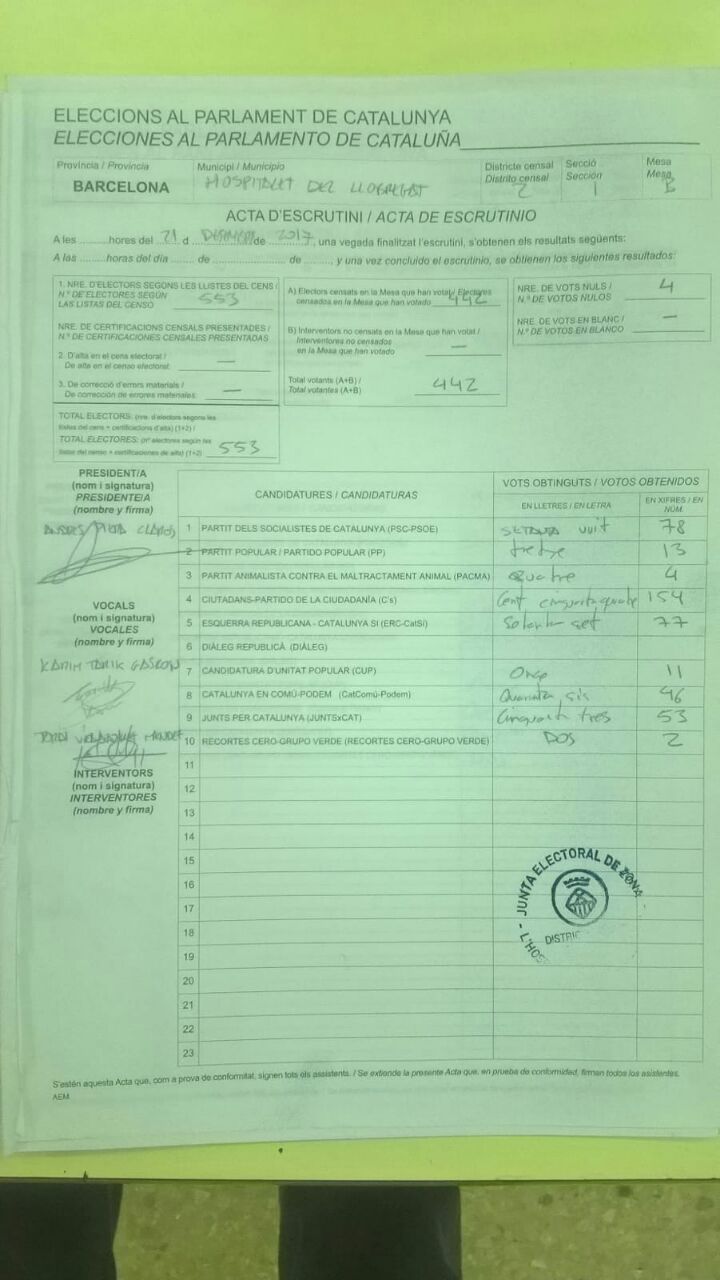 ELECCIONS AL PARLAMENT DE CATALUNYA
ELECCIONES AL PARLAMENTO DE CATALUÑA
Província / Provincia
BARCELONA
Municipi / Municipio
HOSPITALET DEL LLOBREGAT
Districte censal
Distrito censal
2
Secció
Sección
1
Mesa
Mesa
B
ACTA D'ESCRUTINI / ACTA DE ESCRUTINIO
A les ......... hores del 21 d ......... de 2017, una vegada finalitzat l'escrutini, s'obtenen els resultats següents:
A las ......... horas del día ...... de ......... de ......, y una vez concluido el escrutinio, se obtienen los siguientes resultados:
1. NRE. D'ELECTORS SEGONS LES LLISTES DEL CENS /
N.º DE ELECTORES SEGÚN
LAS LISTAS DEL CENSO 553
NRE. DE CERTIFICACIONS CENSALS PRESENTADES /
N.º DE CERTIFICACIONES CENSALES PRESENTADAS
2. D'alta en el cens electoral /
De alta en el censo electoral: —
3. De correcció d'errors materials /
De corrección de errores materiales: —
TOTAL ELECTORS: (nre. d'electors segons les
llistes del cens + certificacions d'alta) (1+2) /
TOTAL ELECTORES: (nº electores según las
listas del censo + certificaciones de alta) (1+2) 553
A) Electors censats en la Mesa que han votat / Electores
censados en la Mesa que han votado 442
B) Interventors no censats en la Mesa que han votat /
Interventores no censados
en la Mesa que han votado —
Total votants (A+B) /
Total votantes (A+B) 442
NRE. DE VOTS NULS /
N.º DE VOTOS NULOS 4
NRE. DE VOTS EN BLANC /
N.º DE VOTOS EN BLANCO —
PRESIDENT/A
(nom i signatura)
PRESIDENTE/A
(nombre y firma)
VOCALS
(nom i signatura)
VOCALES
(nombre y firma)
KARIM TARIK
INTERVENTORS
(nom i signatura)
INTERVENTORES
(nombre y firma)
CANDIDATURES / CANDIDATURAS
VOTS OBTINGUTS / VOTOS OBTENIDOS
EN LLETRES / EN LETRA
EN XIFRES / EN NÚM.
1 PARTIT DELS SOCIALISTES DE CATALUNYA (PSC-PSOE) SETANTA vuit 78
2 PARTIT POPULAR / PARTIDO POPULAR (PP) tretze 13
3 PARTIT ANIMALISTA CONTRA EL MALTRACTAMENT ANIMAL (PACMA) Quatre 4
4 CIUTADANS-PARTIDO DE LA CIUDADANÍA (C's) Cent cinquanta quatre 154
5 ESQUERRA REPUBLICANA - CATALUNYA SÍ (ERC-CatSí) set 77
6 DIÀLEG REPUBLICÀ (DIÀLEG)
7 CANDIDATURA D'UNITAT POPULAR (CUP) Onze 11
8 CATALUNYA EN COMÚ-PODEM (CatComú-Podem) Quaranta sis 46
9 JUNTS PER CATALUNYA (JUNTSxCAT) Cinquanta tres 53
10 RECORTES CERO-GRUPO VERDE (RECORTES CERO-GRUPO VERDE) DOS 2
11
12
13
14
15
16
17
18
19
20
21
22
23
L'H - JUNTA ELECTORAL DE ZONA
S'estén aquesta Acta que, com a prova de conformitat, signen tots els assistents. / Se extiende la presente Acta que, en prueba de conformidad, firman todos los asistentes.
AEM.